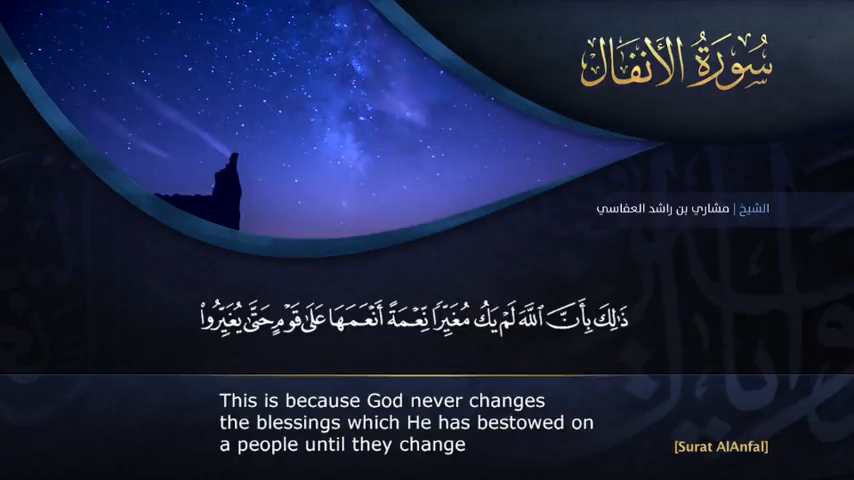 سُورَةُ الأَنفَال
الشيخ | مشاري بن راشد العفاسي
ذَٰلِكَ بِأَنَّ ٱللَّهَ لَمْ يَكُ مُغَيِّرًا نِّعْمَةً أَنْعَمَهَا عَلَىٰ قَوْمٍ حَتَّىٰ يُغَيِّرُوا۟
This is because God never changes
the blessings which He has bestowed on
a people until they change
[Surat AlAnfal]